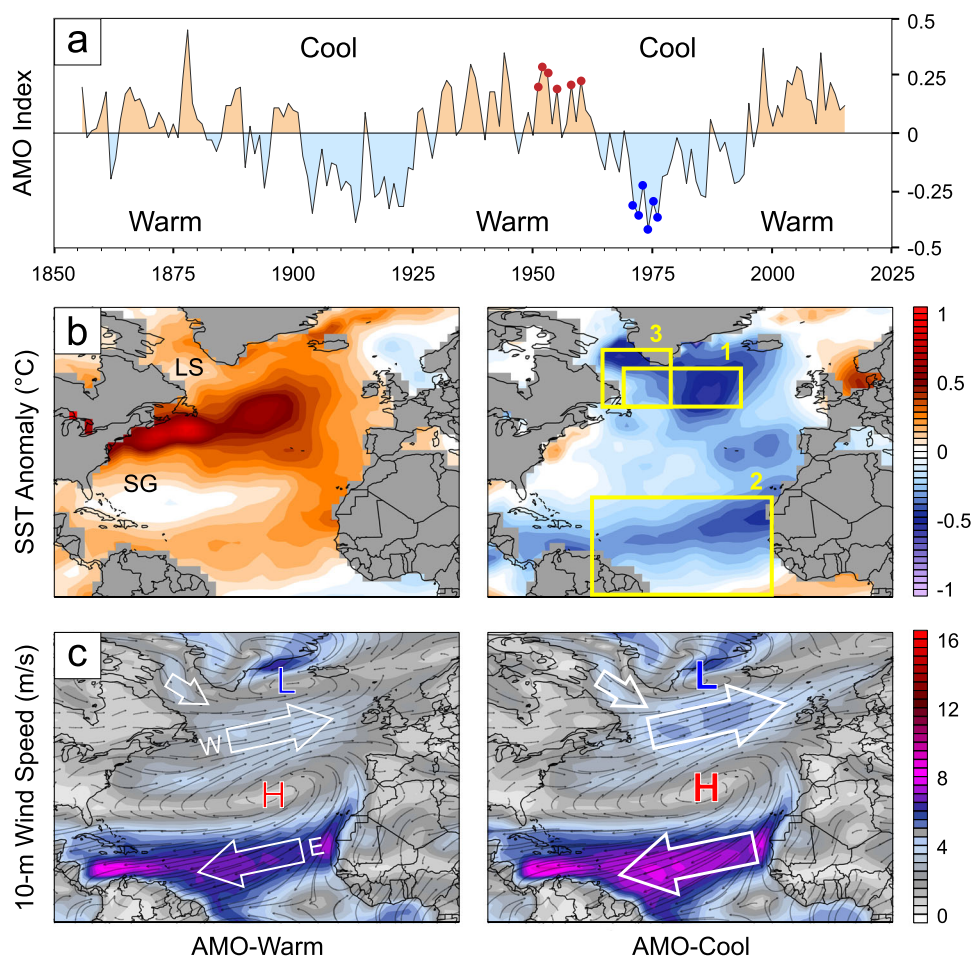 a
Cool
Cool
Warm
Warm
Warm
AMO Index
0.5
0.25
0
-0.25
-0.5
1850
1875
1900
1925
1950
1975
2000
2025
b
LS
SG
3
1
2
SST Anomaly (°C)
1
0.5
0
-0.5
-1
c
L
W
H
E
L
H
10-m Wind Speed (m/s)
16
12
8
4
0
AMO-Warm
AMO-Cool